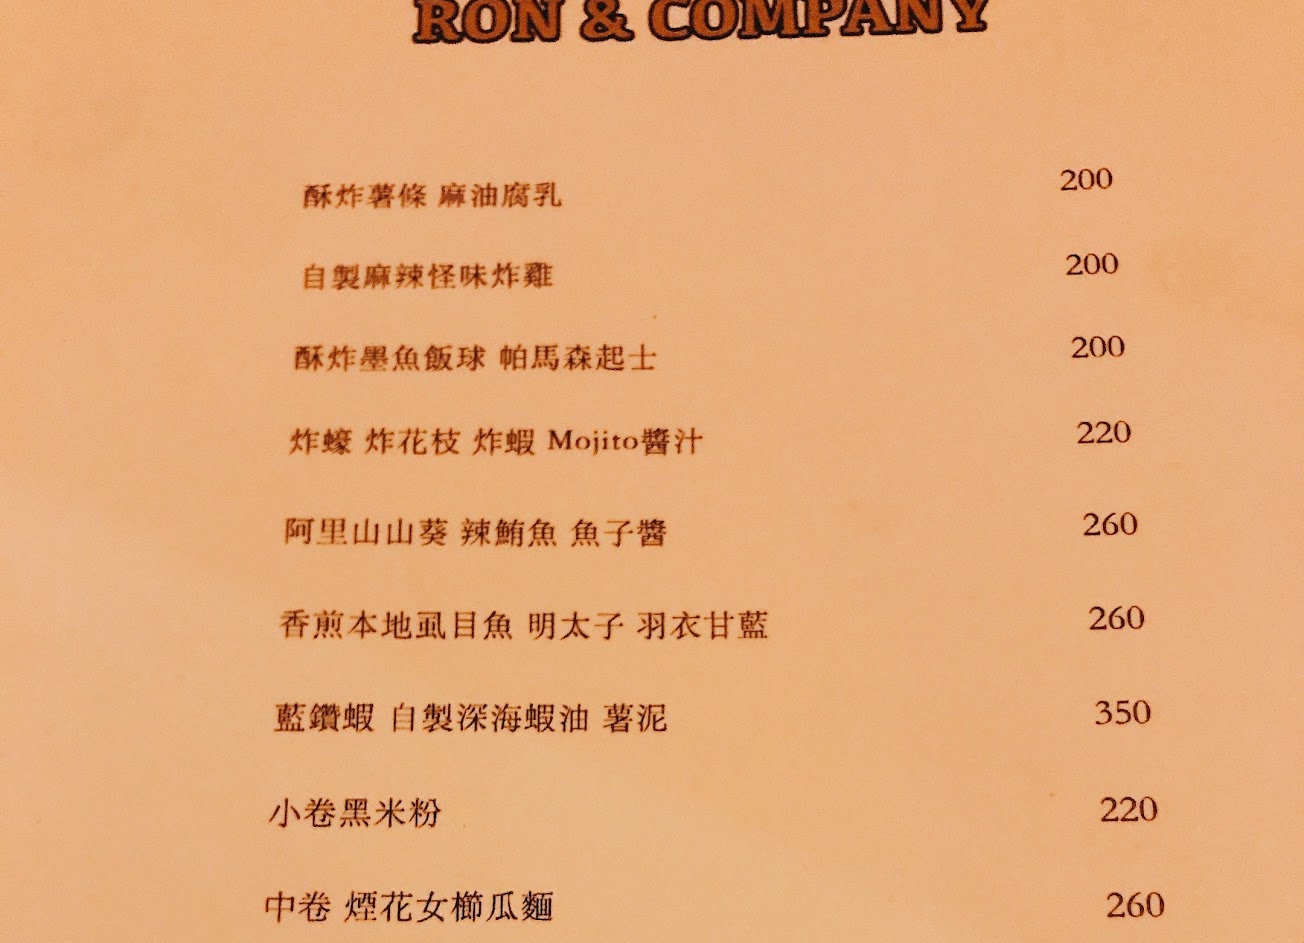 RON & COMPANY
酥炸薯條 麻油腐乳 200
自製麻辣怪味炸雞 200
酥炸墨魚飯球 帕馬森起士 200
炸蠔 炸花枝 炸蝦 Mojito醬汁 220
阿里山山葵 辣鮪魚 魚子醬 260
香煎本地虱目魚 明太子 羽衣甘藍 260
藍鑽蝦 自製深海蝦油 薯泥 350
小卷黑米粉 220
中卷 煙花女櫛瓜麵 260